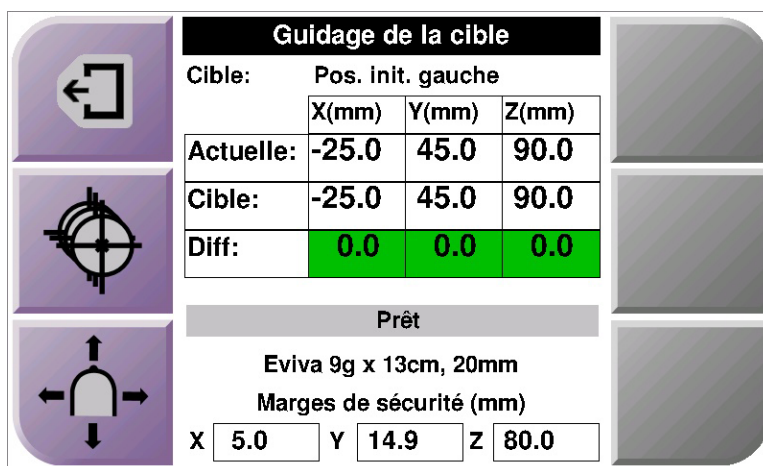 Guidage de la cible
Cible: Pos. init. gauche
X(mm) Y(mm) Z(mm)
Actuelle: -25.0 45.0 90.0
Cible: -25.0 45.0 90.0
Diff: 0.0 0.0 0.0
Prêt
Eviva 9g x 13cm, 20mm
Marges de sécurité (mm)
X 5.0 Y 14.9 Z 80.0